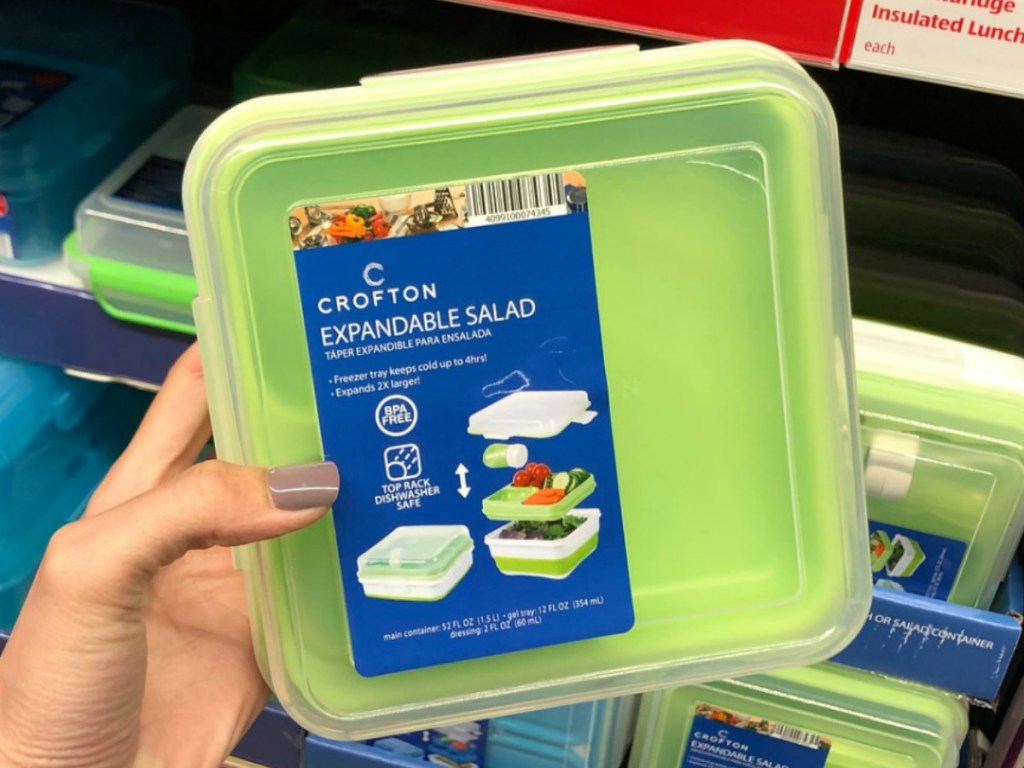 Insulated Lunch
each
4099100074345
CROFTON
EXPANDABLE SALAD
TÁPER EXPANDIBLE PARA ENSALADA
• Freezer tray keeps cold up to 4hrs!
• Expands 2X larger!
BPA
FREE
TOP RACK
DISHWASHER
SAFE
main container: 52 FL OZ (1.5 L) • gel tray: 12 FL OZ (354 mL)
dressing: 2 FL OZ (60 mL)
H OR SALAD CONTAINER
CROFTON
EXPANDABLE SALAD